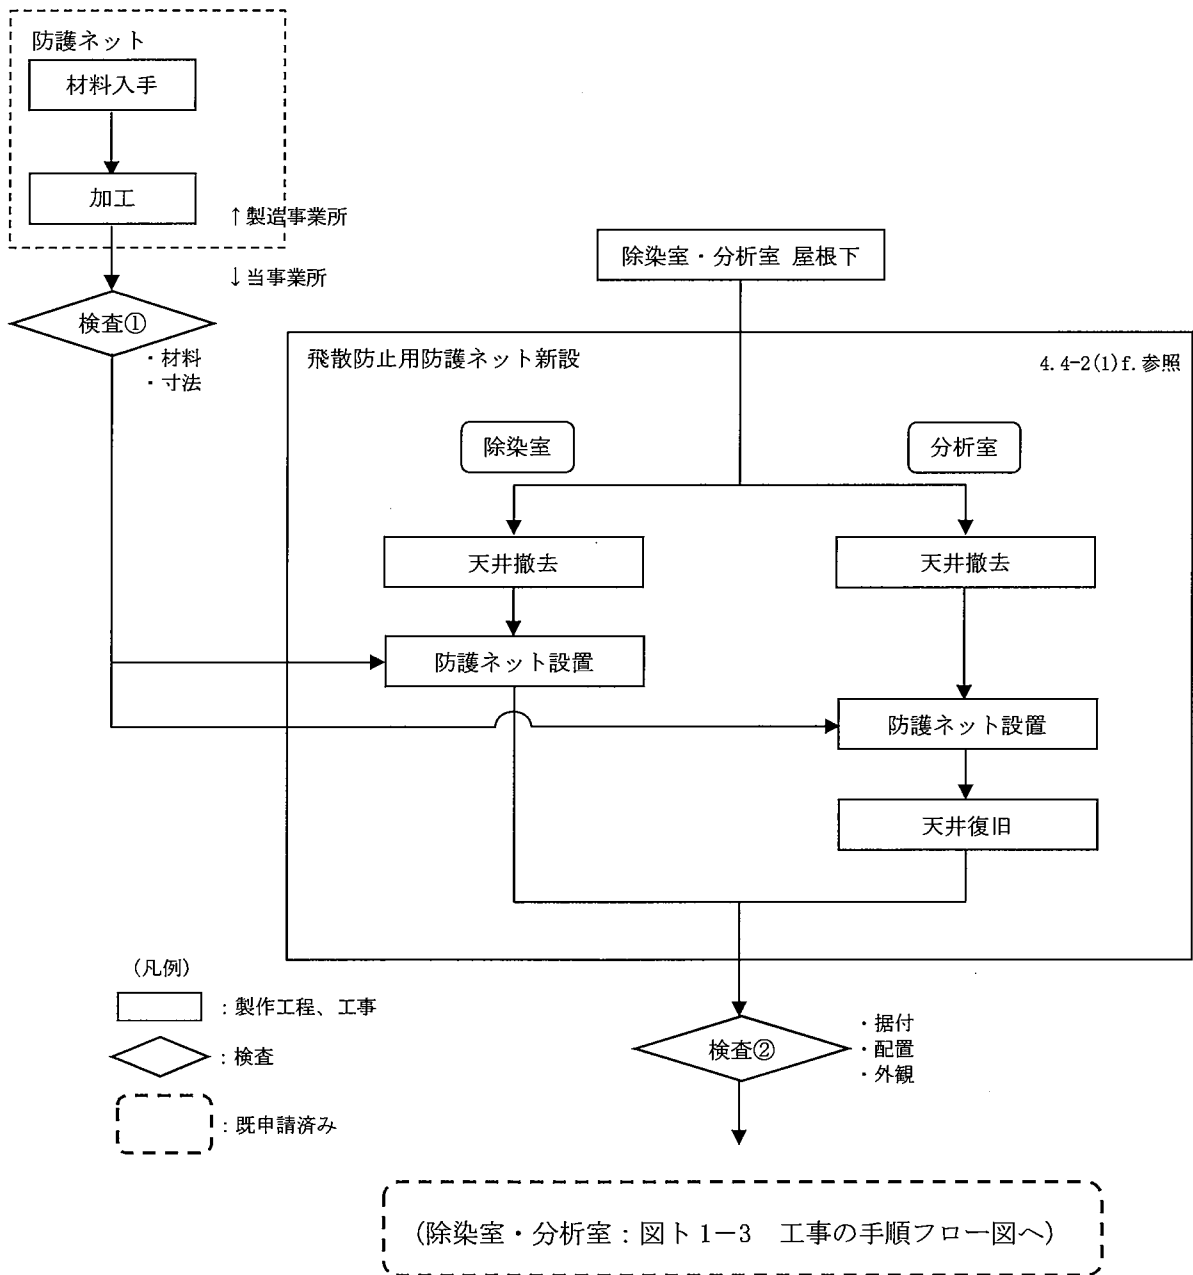 防護ネット
材料入手
加工
↑製造事業所
↓当事業所
検査①
・材料
・寸法
除染室・分析室 屋根下
飛散防止用防護ネット新設
4.4-2(1)f.参照
除染室
分析室
天井撤去
天井撤去
防護ネット設置
防護ネット設置
天井復旧
検査②
・据付
・配置
・外観
(凡例)
：製作工程、工事
：検査
：既申請済み
(除染室・分析室：図ト1-3　工事の手順フロー図へ)